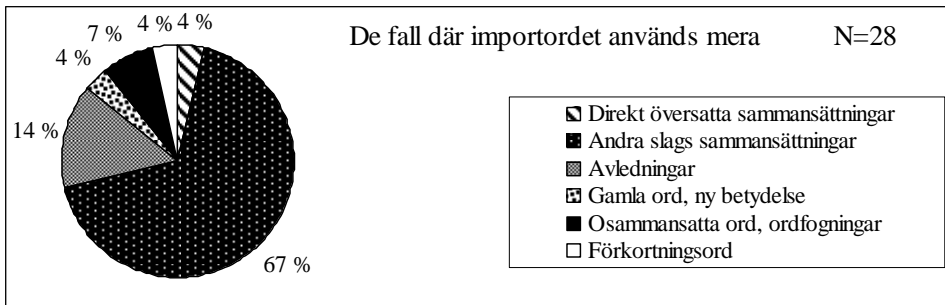 De fall där importordet används mera N=28
4 % 4 %
7 %
4 %
14 %
67 %
Direkt översatta sammansättningar
Andra slags sammansättningar
Avledningar
Gamla ord, ny betydelse
Osammansatta ord, ordfogningar
Förkortningsord